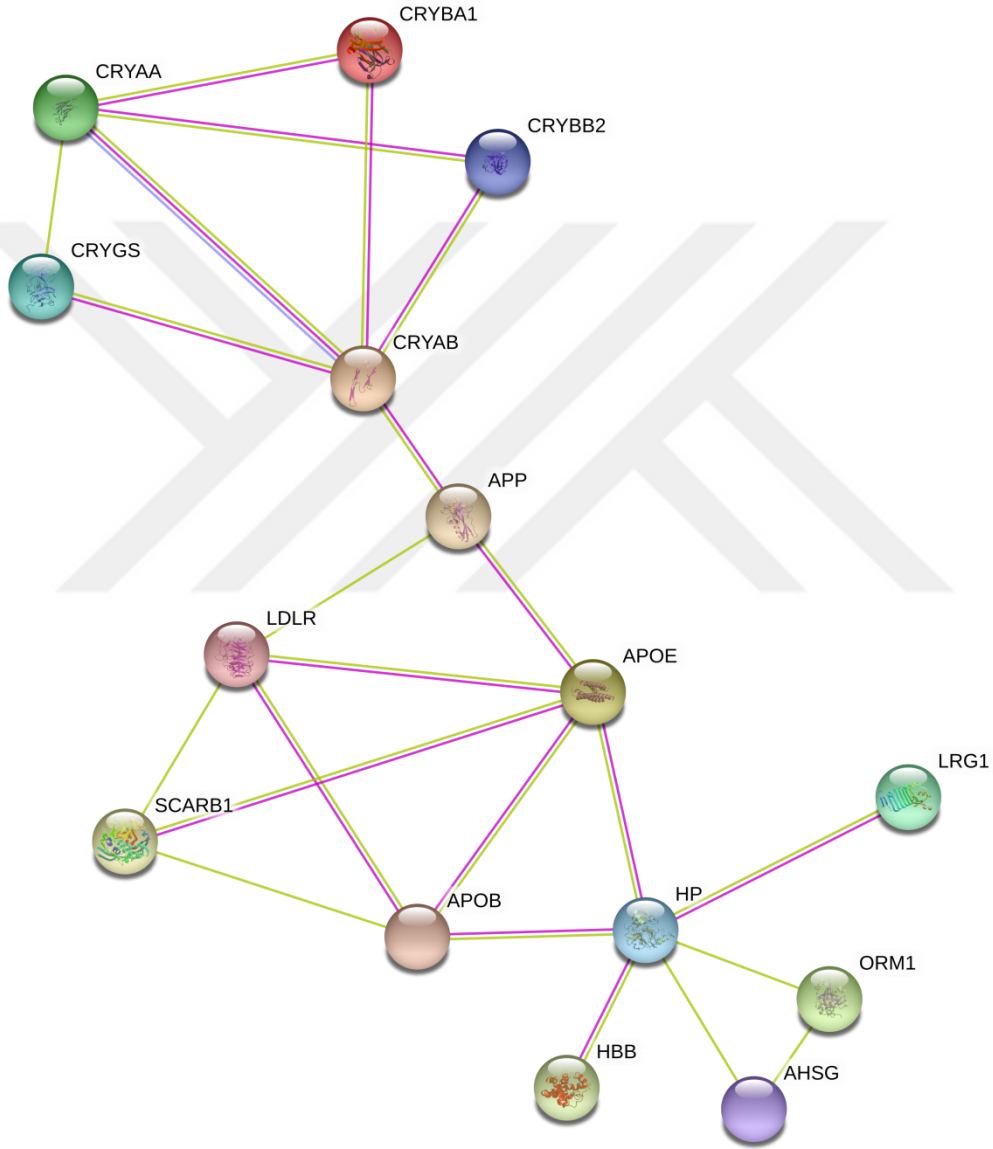 CRYBA1
CRYAA
CRYBB2
CRYGS
CRYAB
APP
LDLR
APOE
LRG1
SCARB1
HP
APOB
ORM1
HBB
AHSG